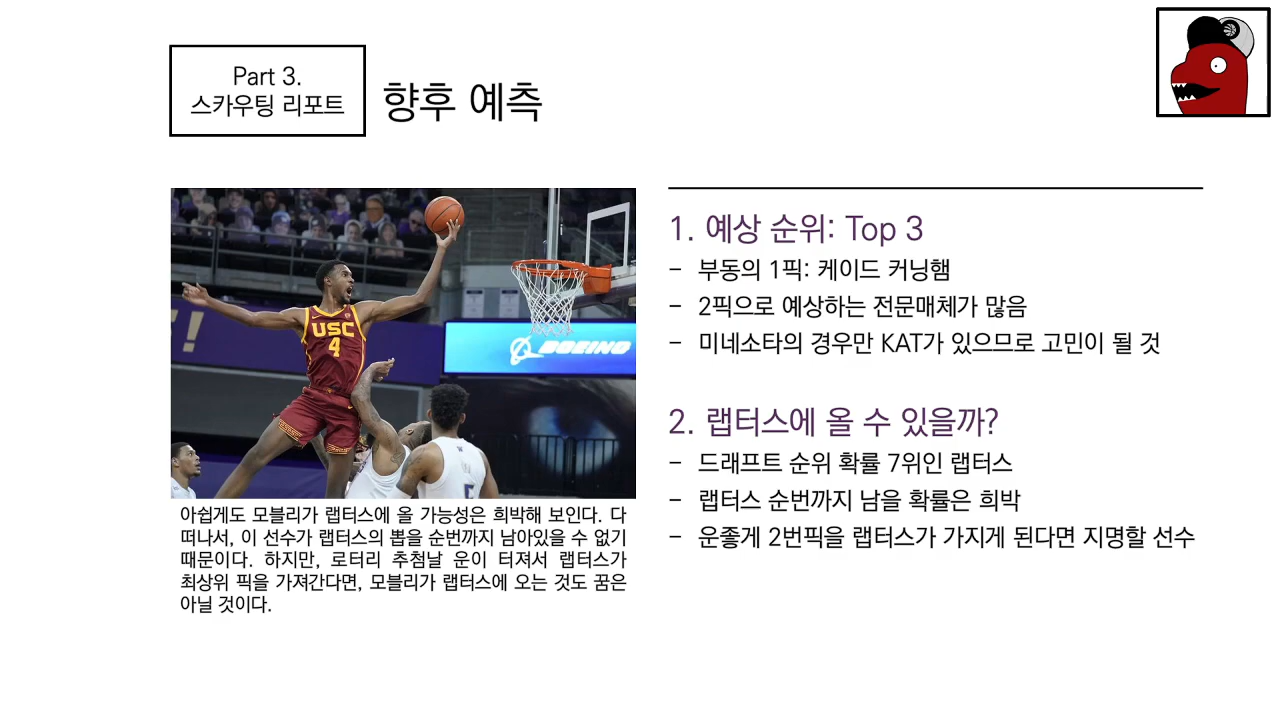 Part 3.
스카우팅 리포트
향후 예측
USC
4
BOEING
아쉽게도 모블리가 랩터스에 올 가능성은 희박해 보인다. 다
떠나서, 이 선수가 랩터스의 뽑을 순번까지 남아있을 수 없기
때문이다. 하지만, 로터리 추첨날 운이 터져서 랩터스가
최상위 픽을 가져간다면, 모블리가 랩터스에 오는 것도 꿈은
아닐 것이다.
1. 예상 순위: Top 3
– 부동의 1픽: 케이드 커닝햄
– 2픽으로 예상하는 전문매체가 많음
– 미네소타의 경우만 KAT가 있으므로 고민이 될 것
2. 랩터스에 올 수 있을까?
– 드래프트 순위 확률 7위인 랩터스
– 랩터스 순번까지 남을 확률은 희박
– 운좋게 2번픽을 랩터스가 가지게 된다면 지명할 선수